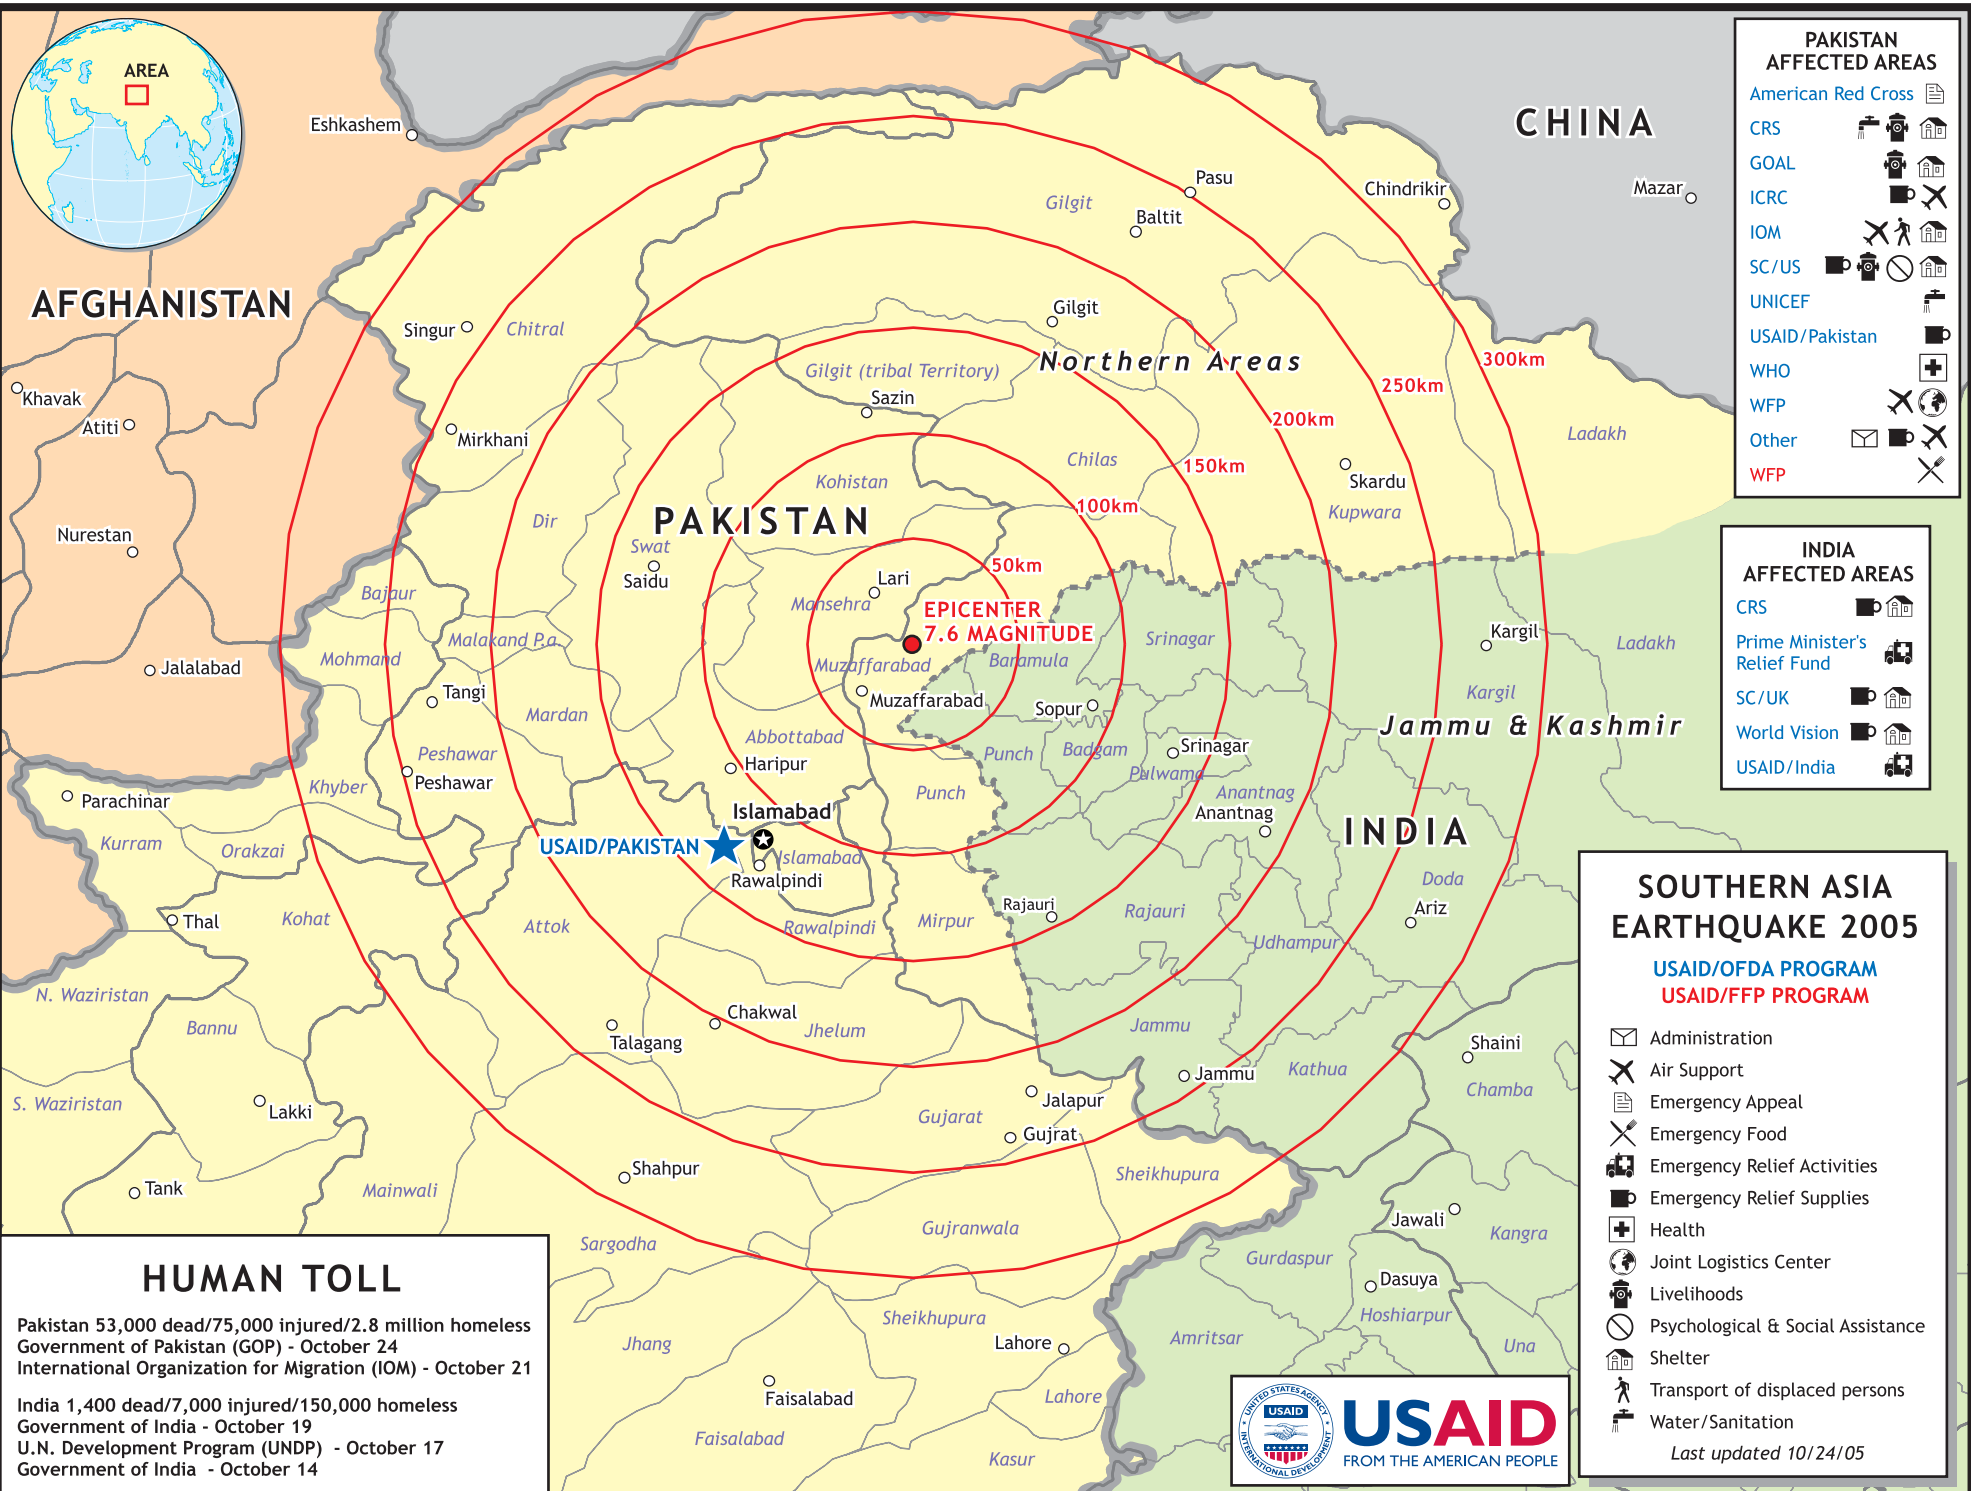 AREA
AFGHANISTAN
Eshkashem
Khavak
Atiti
Nurestan
Jalalabad
CHINA
Mazar
Chindrikir
Pasu
Baltit
Gilgit
Gilgit
Singur
Chitral
Mirkhani
Gilgit (tribal Territory)
Sazin
Northern Areas
300km
250km
200km
150km
100km
50km
Ladakh
Chilas
Skardu
Kupwara
Kohistan
PAKISTAN
Dir
Swat
Saidu
Lari
Mansehra
EPICENTER
7.6 MAGNITUDE
Bajaur
Mohmand
Malakand P.a
Muzaffarabad
Muzaffarabad
Baramula
Srinagar
Kargil
Ladakh
Kargil
Tangi
Mardan
Sopur
Jammu & Kashmir
Abbottabad
Haripur
Punch
Badgam
Srinagar
Pulwama
Peshawar
Peshawar
Khyber
Parachinar
Kurram
Orakzai
Punch
Anantnag
Anantnag
INDIA
Islamabad
USAID/PAKISTAN
Islamabad
Rawalpindi
Doda
Ariz
Thal
Kohat
Attok
Rawalpindi
Mirpur
Rajauri
Rajauri
Udhampur
N. Waziristan
Bannu
Chakwal
Jhelum
Talagang
Jammu
Jammu
Kathua
Shaini
Chamba
S. Waziristan
Lakki
Jalapur
Gujarat
Gujrat
Tank
Mainwali
Shahpur
Sheikhupura
Jawali
Kangra
Sargodha
Gujranwala
Gurdaspur
Dasuya
Hoshiarpur
Jhang
Sheikhupura
Lahore
Amritsar
Una
Faisalabad
Lahore
Faisalabad
Kasur
PAKISTAN
AFFECTED AREAS
American Red Cross
CRS
GOAL
ICRC
IOM
SC/US
UNICEF
USAID/Pakistan
WHO
WFP
Other
WFP
INDIA
AFFECTED AREAS
CRS
Prime Minister's
Relief Fund
SC/UK
World Vision
USAID/India
SOUTHERN ASIA
EARTHQUAKE 2005
USAID/OFDA PROGRAM
USAID/FFP PROGRAM
Administration
Air Support
Emergency Appeal
Emergency Food
Emergency Relief Activities
Emergency Relief Supplies
Health
Joint Logistics Center
Livelihoods
Psychological & Social Assistance
Shelter
Transport of displaced persons
Water/Sanitation
Last updated 10/24/05
HUMAN TOLL
Pakistan 53,000 dead/75,000 injured/2.8 million homeless
Government of Pakistan (GOP) - October 24
International Organization for Migration (IOM) - October 21
India 1,400 dead/7,000 injured/150,000 homeless
Government of India - October 19
U.N. Development Program (UNDP) - October 17
Government of India - October 14
UNITED STATES AGENCY
USAID
INTERNATIONAL DEVELOPMENT
USAID
FROM THE AMERICAN PEOPLE